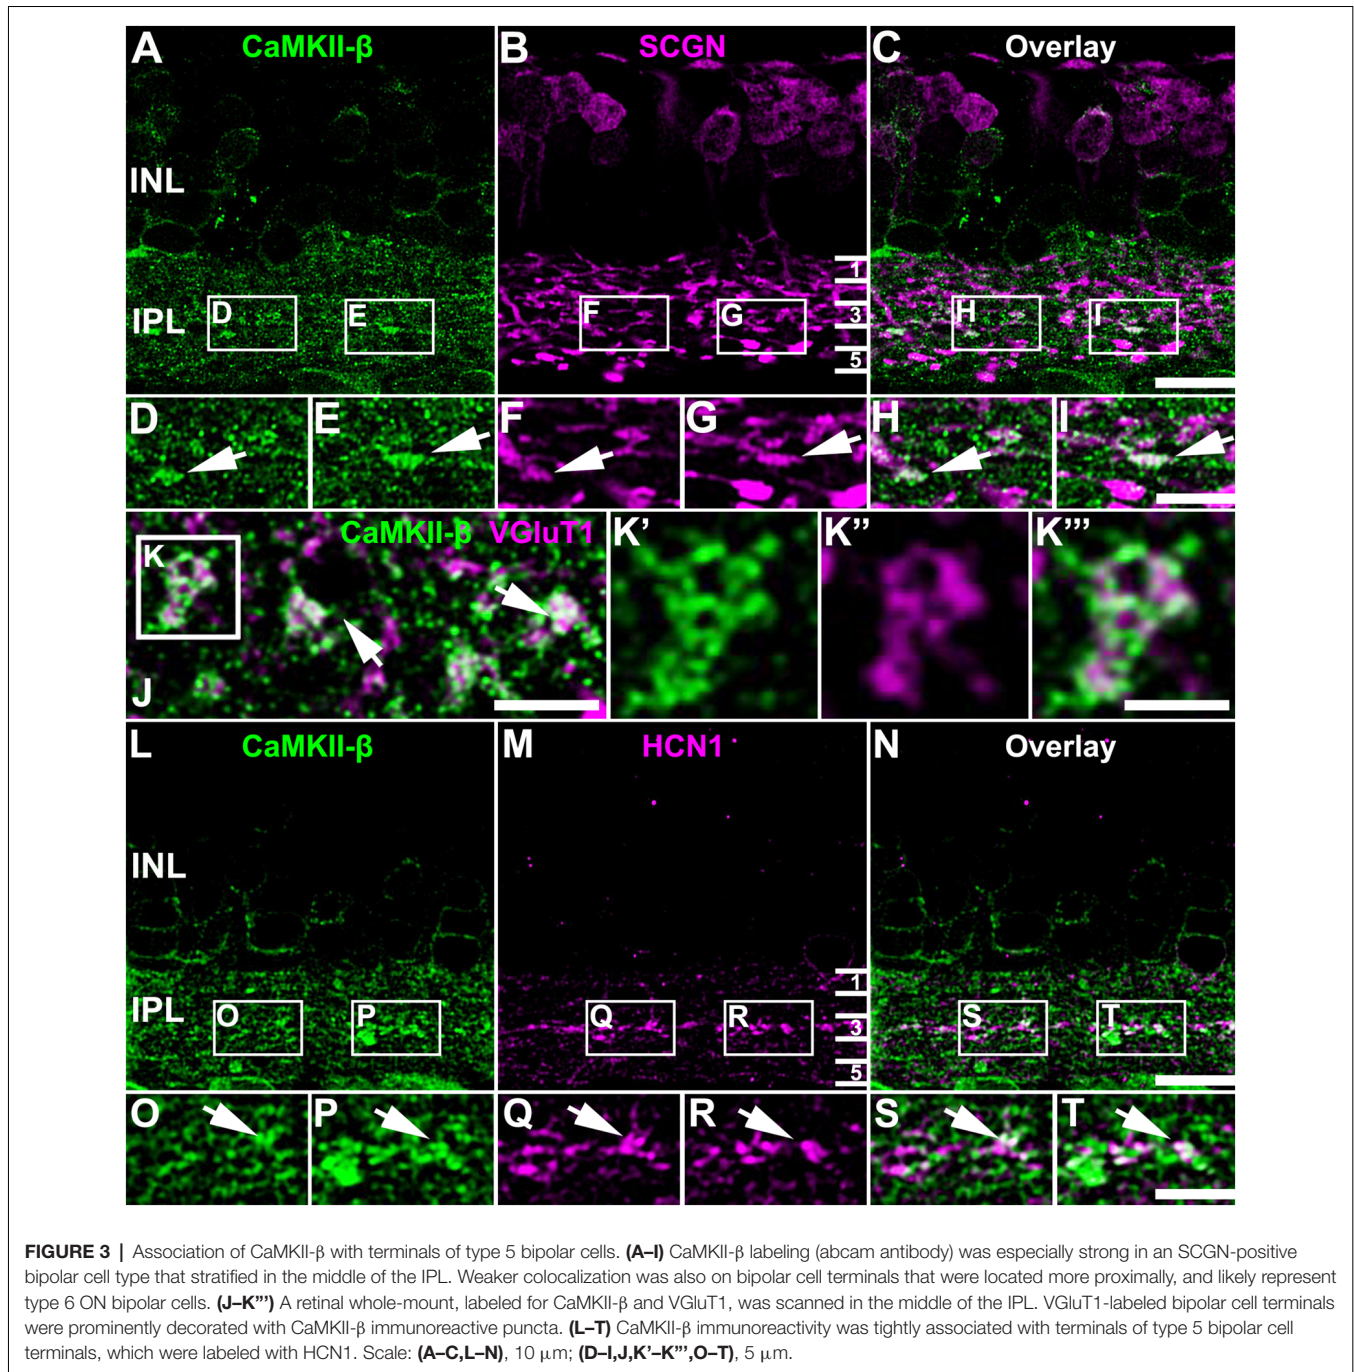 A CaMKII-β B SCGN C Overlay
INL
1
IPL D E F G 3 H I
5
D E F G H I
K CaMKII-β VGluT1 K’ K’’ K’’’
J
L CaMKII-β M HCN1 N Overlay
INL
1
IPL O P Q R 3 S T
5
O P Q R S T
FIGURE 3 | Association of CaMKII-β with terminals of type 5 bipolar cells. (A–I) CaMKII-β labeling (abcam antibody) was especially strong in an SCGN-positive
bipolar cell type that stratified in the middle of the IPL. Weaker colocalization was also on bipolar cell terminals that were located more proximally, and likely represent
type 6 ON bipolar cells. (J–K”’) A retinal whole-mount, labeled for CaMKII-β and VGluT1, was scanned in the middle of the IPL. VGluT1-labeled bipolar cell terminals
were prominently decorated with CaMKII-β immunoreactive puncta. (L–T) CaMKII-β immunoreactivity was tightly associated with terminals of type 5 bipolar cell
terminals, which were labeled with HCN1. Scale: (A–C,L–N), 10 μm; (D–I,J,K’–K”’,O–T), 5 μm.